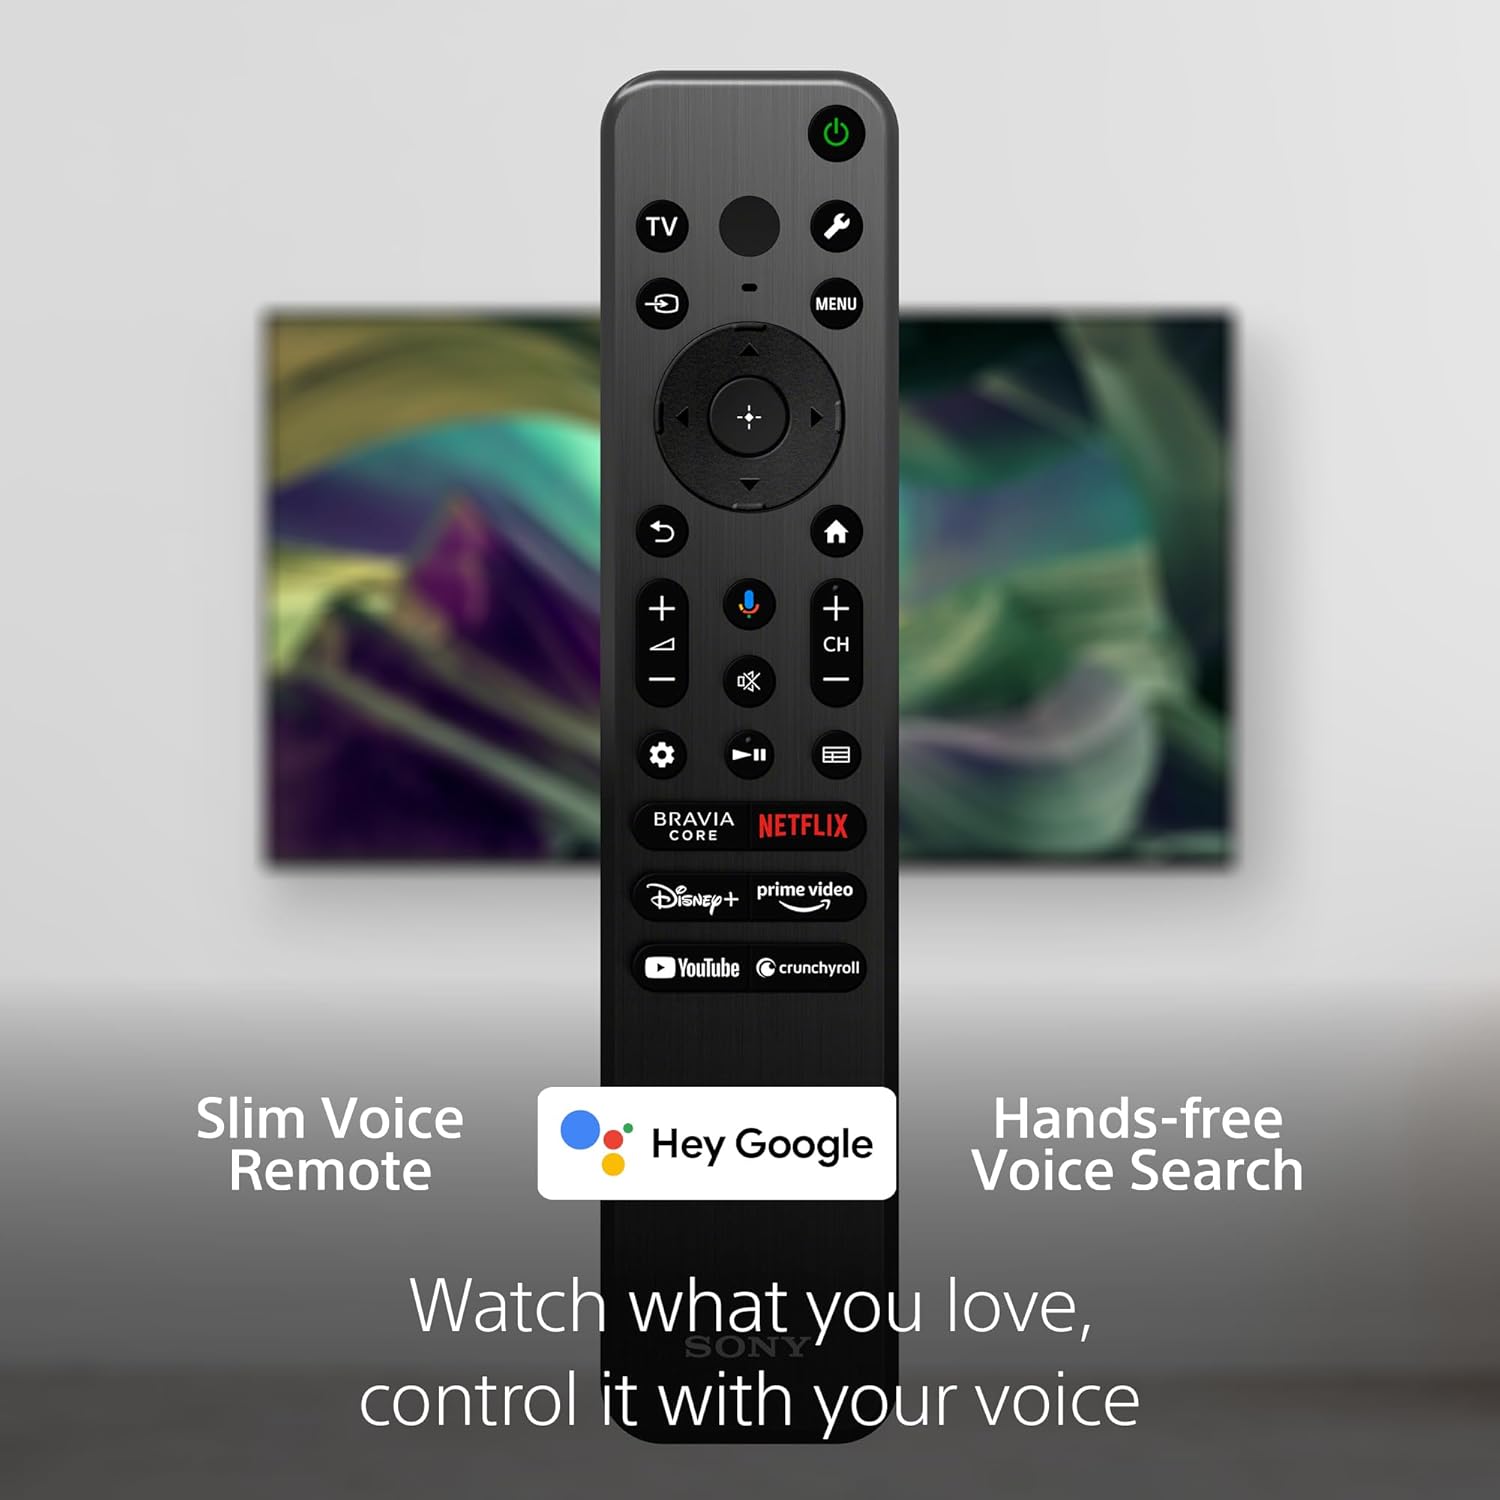 TV
MENU
CH
BRAVIA
CORE
NETFLIX
Disney+
prime video
YouTube
crunchyroll
Slim Voice
Remote
Hey Google
Hands-free
Voice Search
Watch what you love,
SONY
control it with your voice